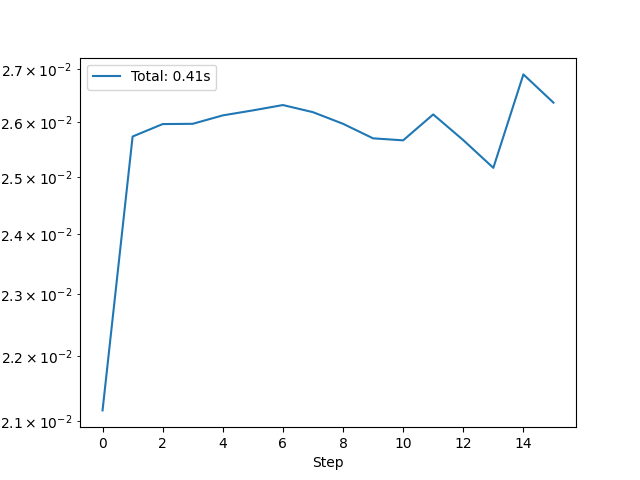 2.7 × 10⁻²
Total: 0.41s
2.6 × 10⁻²
2.5 × 10⁻²
2.4 × 10⁻²
2.3 × 10⁻²
2.2 × 10⁻²
2.1 × 10⁻²
0 2 4 6 8 10 12 14
Step